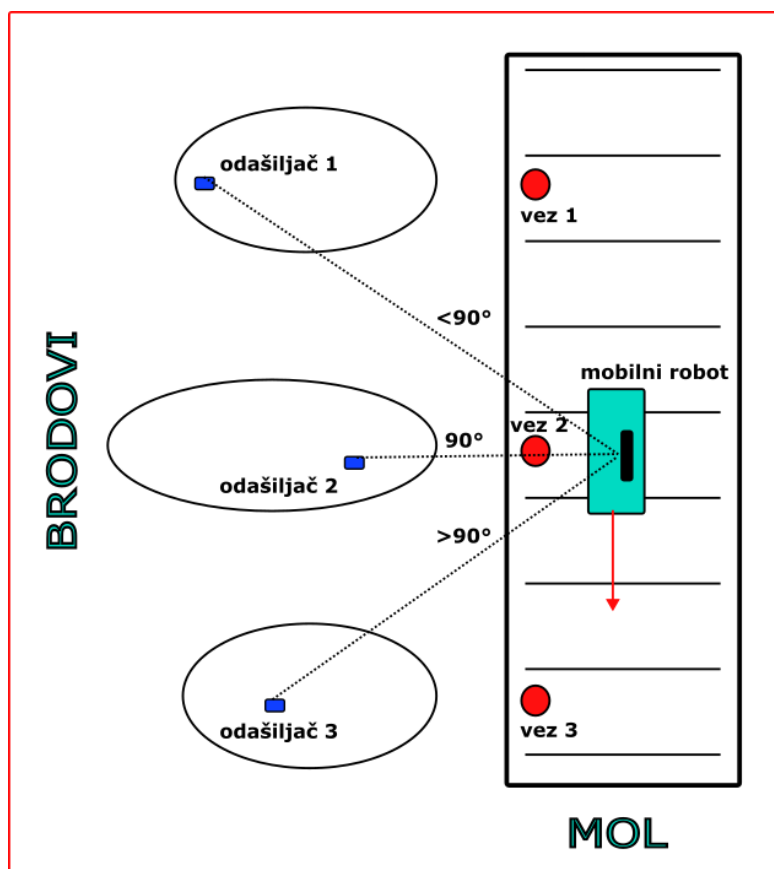 odašiljač 1
vez 1
<90°
mobilni robot
vez 2
90°
odašiljač 2
>90°
BRODOVI
odašiljač 3
vez 3
MOL